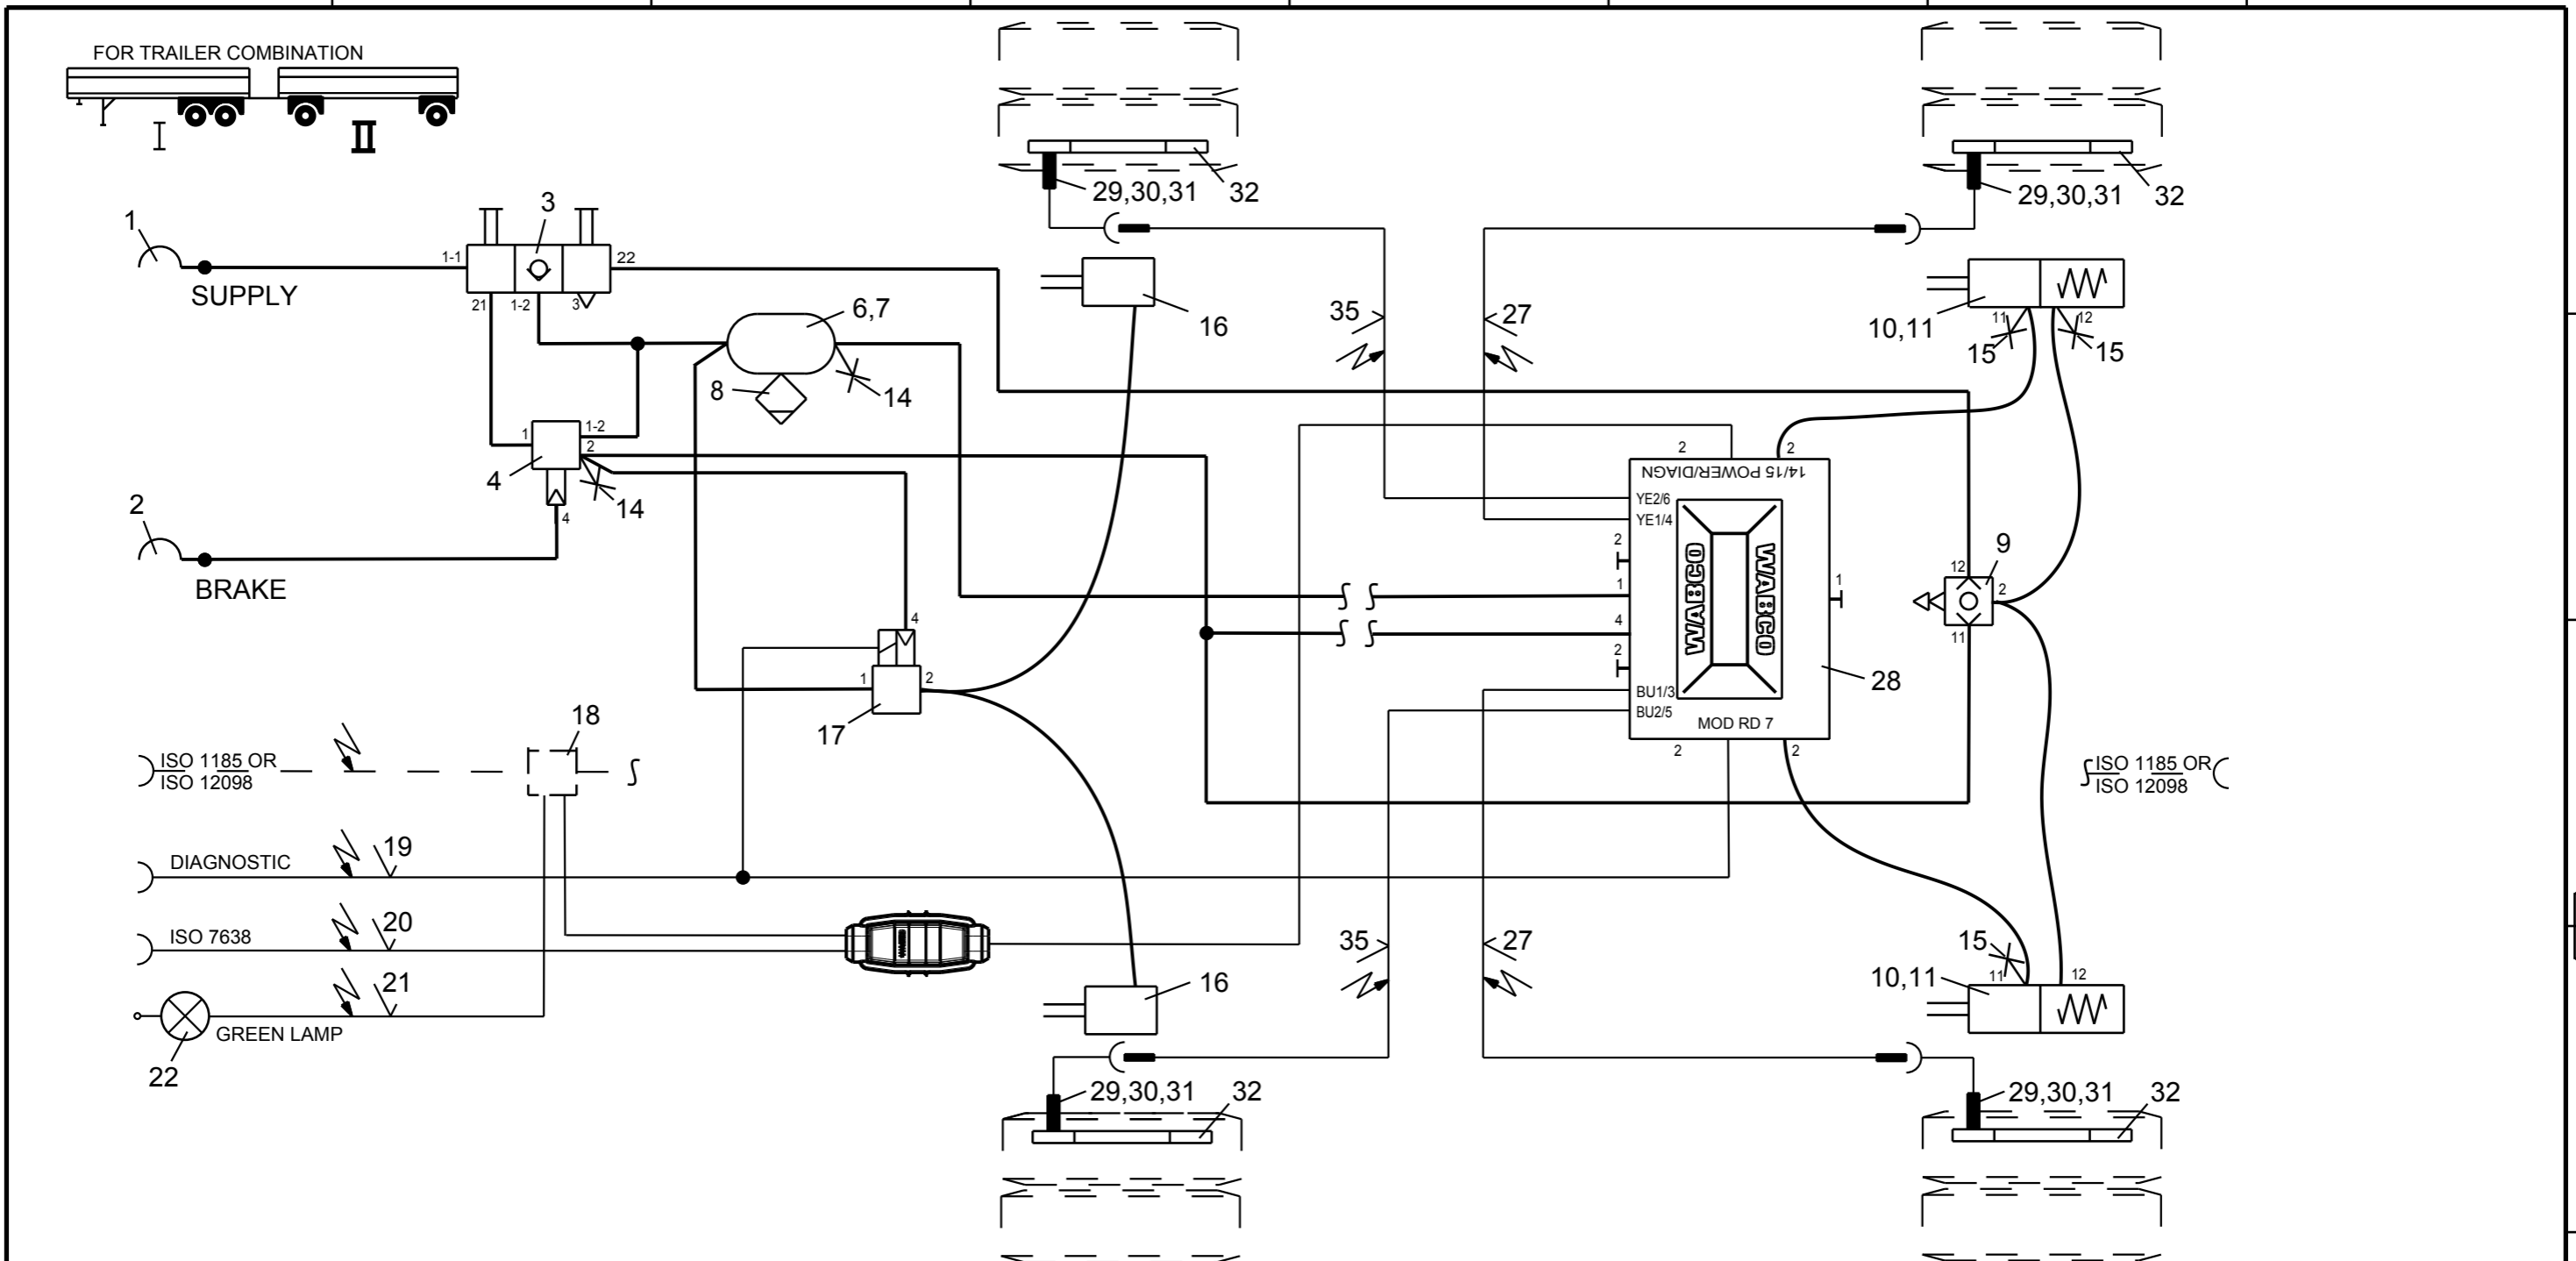 FOR TRAILER COMBINATION
I II
29,30,31 32
29,30,31 32
1 SUPPLY
1-1 3 22
21 1-2 3
6,7
8 14
16
35 27
10,11
11 12
15 15
1 1-2
2
4 14
4
2 BRAKE
2 2
14/15 POWER/DIAGN
YE2/6
YE1/4
2
1
4
2
BU1/3
BU2/5
WABCO WABCO
MOD RD 7
2 2
1
28
12 9
2
11
4
1 2
17
18
ISO 1185 OR
ISO 12098
ISO 1185 OR
ISO 12098
DIAGNOSTIC 19
ISO 7638 20
21
GREEN LAMP
22
16
35 27
15
11 12
10,11
29,30,31 32
29,30,31 32